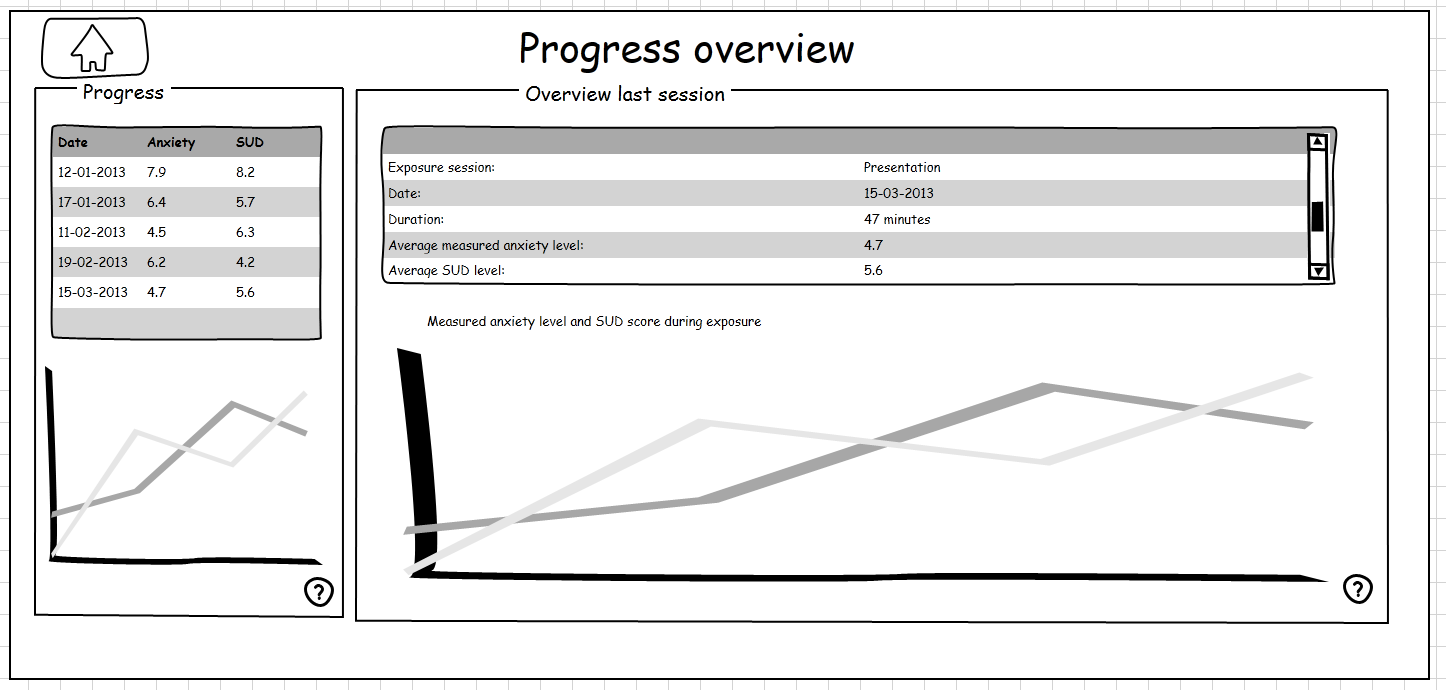 Progress overview
Progress
Date Anxiety SUD
12-01-2013 7.9 8.2
17-01-2013 6.4 5.7
11-02-2013 4.5 6.3
19-02-2013 6.2 4.2
15-03-2013 4.7 5.6
?
Overview last session
Exposure session: Presentation
Date: 15-03-2013
Duration: 47 minutes
Average measured anxiety level: 4.7
Average SUD level: 5.6
Measured anxiety level and SUD score during exposure
?